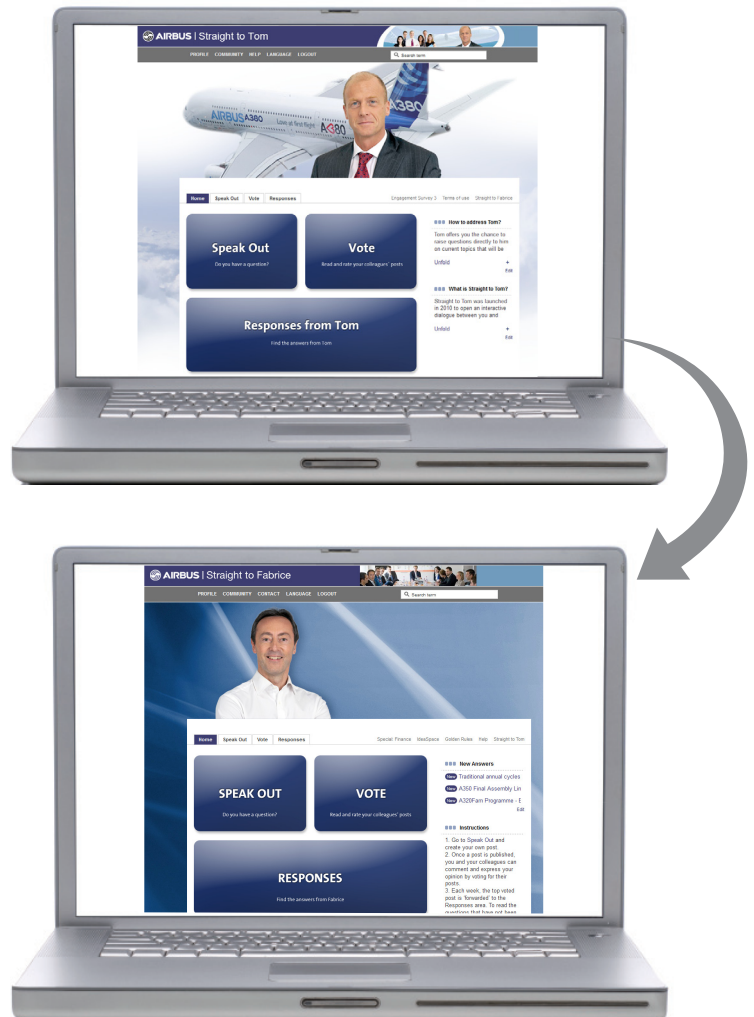 AIRBUS | Straight to Tom
PROFILE COMMUNITY HELP LANGUAGE LOGOUT
Search term
AIRBUS A380 Love at first flight A380
A380
Home Speak Out Vote Responses
Engagement Survey 3 Terms of use Straight to Fabrice
Speak Out
Do you have a question?
Vote
Read and rate your colleagues' posts
Responses from Tom
Find the answers from Tom
How to address Tom?
Tom offers you the chance to
raise questions directly to him
on current topics that will be
Unfold +
Edit
What is Straight to Tom?
Straight to Tom was launched
in 2010 to open an interactive
dialogue between you and
Unfold +
Edit
AIRBUS | Straight to Fabrice
PROFILE COMMUNITY CONTACT LANGUAGE LOGOUT
Search term
Home Speak Out Vote Responses
Special: Finance IdeaSpace Golden Rules Help Straight to Tom
SPEAK OUT
Do you have a question?
VOTE
Read and rate your colleagues' posts
RESPONSES
Find the answers from Fabrice
New Answers
New Traditional annual cycles
New A350 Final Assembly Lin
New A320Fam Programme - E
Edit
Instructions
1. Go to Speak Out and
create your own post.
2. Once a post is published,
you and your colleagues can
comment and express your
opinion by voting for their
posts.
3. Each week, the top voted
post is 'forwarded' to the
Responses area. To read the
questions that have not been